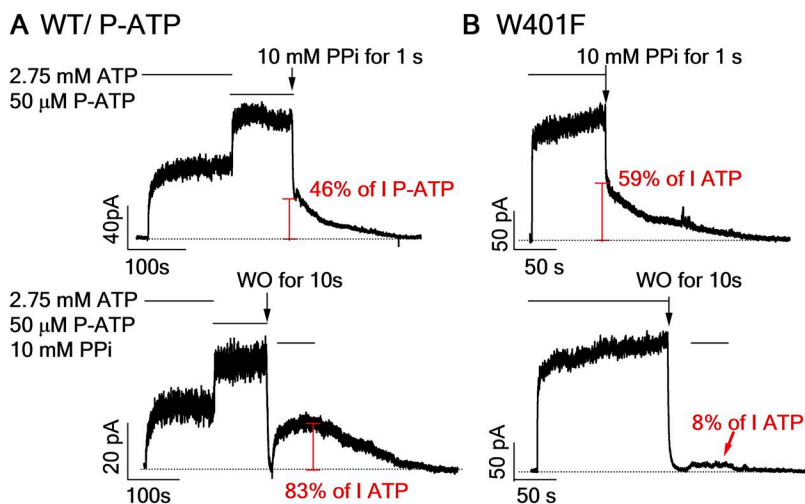 A WT/ P-ATP
10 mM PPi for 1 s
2.75 mM ATP
50 μM P-ATP
46% of I P-ATP
40pA
100s
WO for 10s
2.75 mM ATP
50 μM P-ATP
10 mM PPi
20 pA
83% of I ATP
100s
B W401F
10 mM PPi for 1 s
59% of I ATP
50 pA
50 s
WO for 10s
8% of I ATP
50 pA
50 s